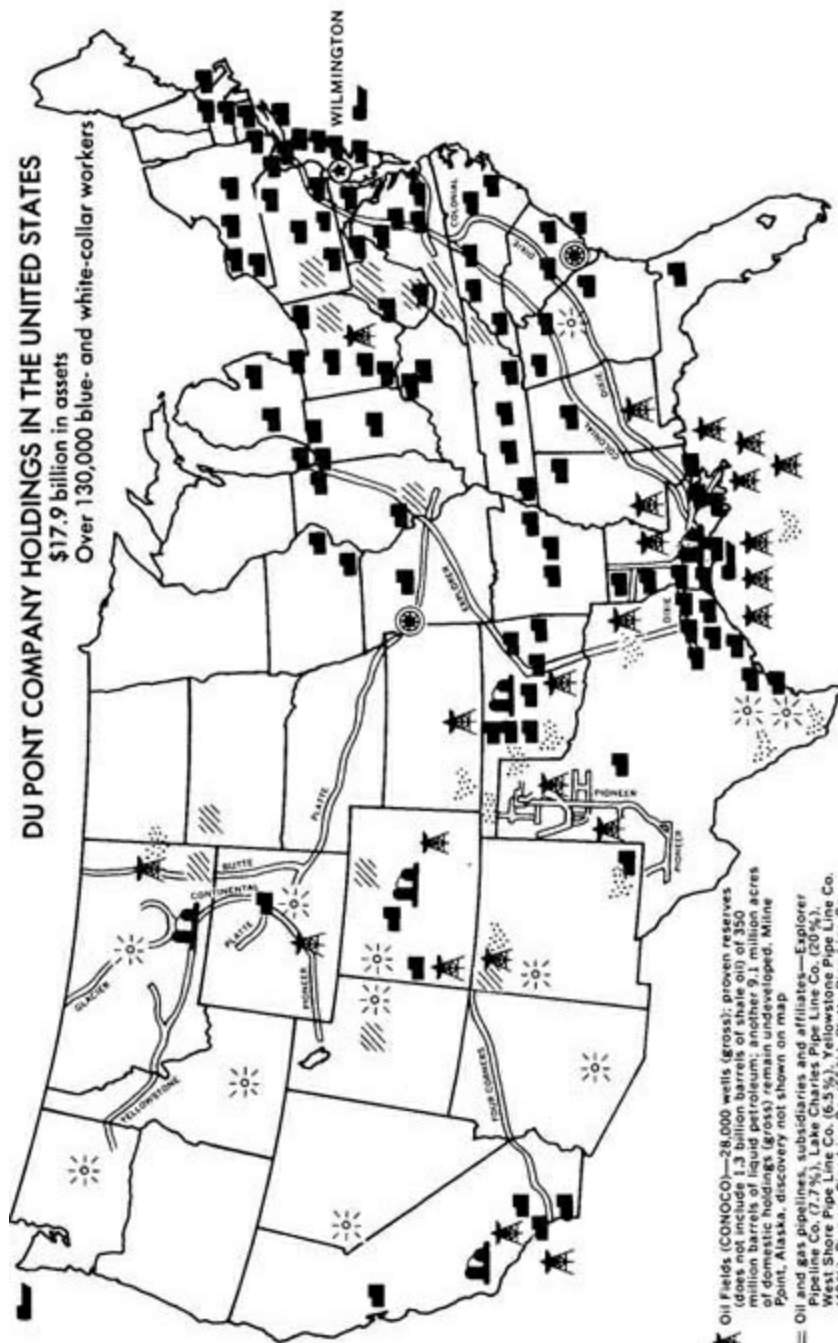 DU PONT COMPANY HOLDINGS IN THE UNITED STATES
$17.9 billion in assets
Over 130,000 blue- and white-collar workers
WILMINGTON
GLACIER
YELLOWSTONE
CONTINENTAL
BUTTE
PLATTE
PLATTE
PIONEER
FOUR CORNERS
EXPLORER
PIONEER
PIONEER
DIXIE
COLONIAL
DIXIE
COLONIAL
DIXIE
Oil Fields (CONOCO)—28,000 wells (gross); proven reserves
(does not include 1.3 billion barrels of shale oil) of 350
million barrels of liquid petroleum; another 9.1 million acres
of domestic holdings (gross) remain undeveloped. Milne
Point, Alaska, discovery not shown on map
Oil and gas pipelines, subsidiaries and affiliates—Explorer
Pipeline Co. (7.7%), Lake Charles Pipe Line Co. (20%),
West Shore Pipe Line Co. (6.5%), Yellowstone Pipe Line Co.